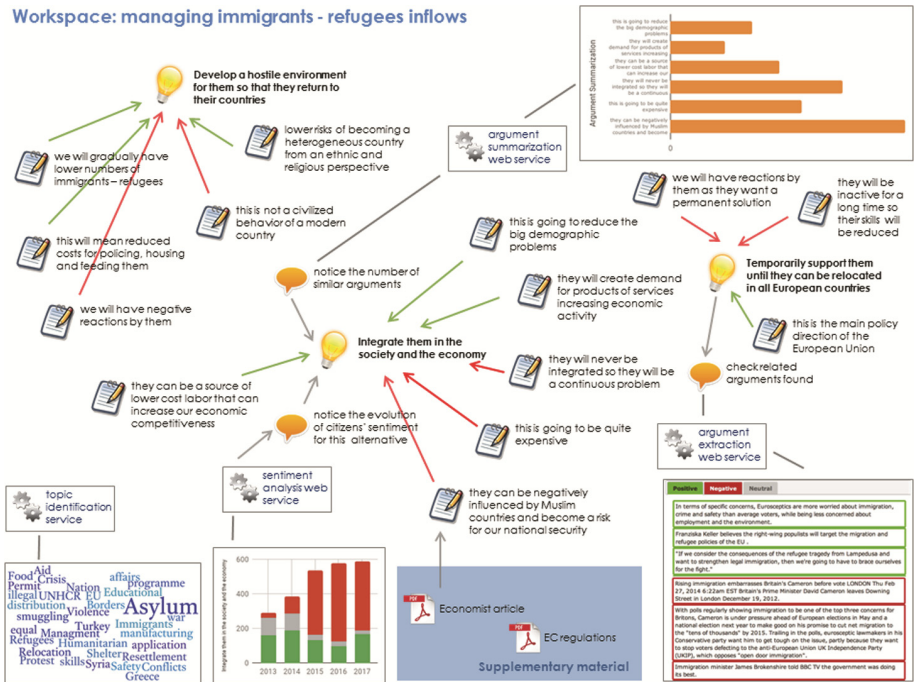 Workspace: managing immigrants - refugees inflows
Develop a hostile environment
for them so that they return to
their countries
we will gradually have
lower numbers of
immigrants – refugees
lower risks of becoming a
heterogeneous country
from an ethnic and
religious perspective
this will mean reduced
costs for policing, housing
and feeding them
this is not a civilized
behavior of a modern
country
we will have negative
reactions by them
argument
summarization
web service
Argument Summarization
this is going to reduce
the big demographic
problems
they will create
demand for products of
services increasing
they can be a source
of lower cost labor that
can increase our
they will never be
integrated so they will be
a continuous
this is going to be quite
expensive
they can be negatively
influenced by Muslim
countries and become
0
notice the number of
similar arguments
Integrate them in the
society and the economy
this is going to reduce the
big demographic
problems
they will create demand
for products of services
increasing economic
activity
they will never be
integrated so they will be
a continuous problem
this is going to be quite
expensive
they can be negatively
influenced by Muslim
countries and become a risk
for our national security
they can be a source of
lower cost labor that can
increase our economic
competitiveness
notice the evolution
of citizens' sentiment
for this alternative
we will have reactions by
them as they want a
permanent solution
they will be
inactive for a
long time so
their skills will
be reduced
Temporarily support them
until they can be relocated
in all European countries
this is the main policy
direction of the
European Union
check related
arguments found
argument
extraction
web service
topic
identification
service
sentiment
analysis web
service
Aid
Food Crisis
affairs
Permit
Nation
programme
illegal UNHCR EU Educational
distribution
Borders
Asylum
smuggling
Violence
war
equal
Turkey
Immigrants
Managment
manufacturing
Refugees
Humanitarian
application
Relocation
Shelter
Resettlement
Protest
skills
Syria
Safety
Conflicts
Greece
Integrate them in the society and the economy
600
400
200
0
2013 2014 2015 2016 2017
PDF
Economist article
PDF
EC regulations
Supplementary material
Positive Negative Neutral
In terms of specific concerns, Eurosceptics are more worried about immigration,
crime and safety than average voters, while being less concerned about
employment and the environment.
Franziska Keller believes the right-wing populists will target the migration and
refugee policies of the EU .
"If we consider the consequences of the refugee tragedy from Lampedusa and
want to strengthen legal immigration, then we're going to have to brace ourselves
for the fight."
Rising immigration embarrasses Britain's Cameron before vote LONDON Thu Feb
27, 2014 6:22am EST Britain's Prime Minister David Cameron leaves Downing
Street in London December 19, 2012.
With polls regularly showing immigration to be one of the top three concerns for
Britons, Cameron is under pressure ahead of European elections in May and a
national election next year to make good on his promise to cut net migration to
the "tens of thousands" by 2015. Trailing in the polls, eurosceptic lawmakers in his
Conservative party want him to get tough on the issue, partly because they want
to stop voters defecting to the anti-European Union UK Independence Party
(UKIP), which opposes "open door immigration".
Immigration minister James Brokenshire told BBC TV the government was doing
its best.